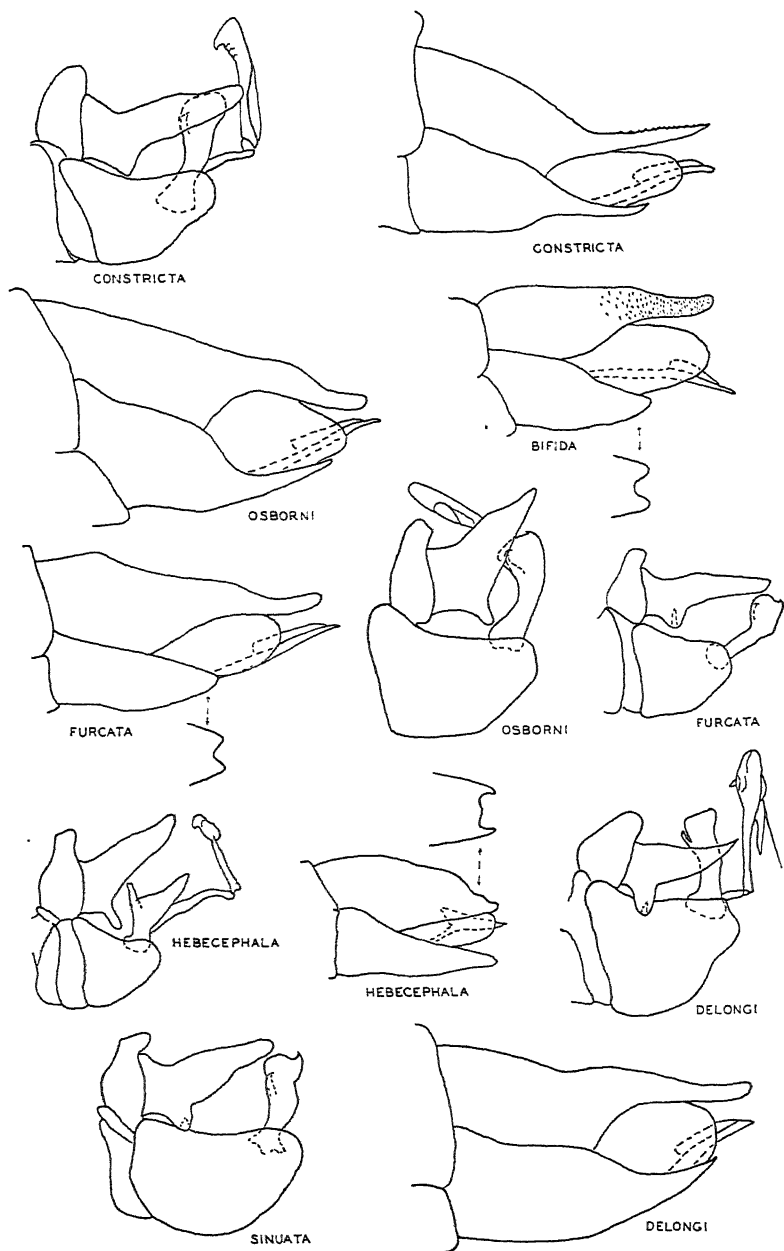 CONSTRICTA
CONSTRICTA
BIFIDA
OSBORNI
FURCATA
OSBORNI
FURCATA
HEBECEPHALA
HEBECEPHALA
DELONGI
SINUATA
DELONGI